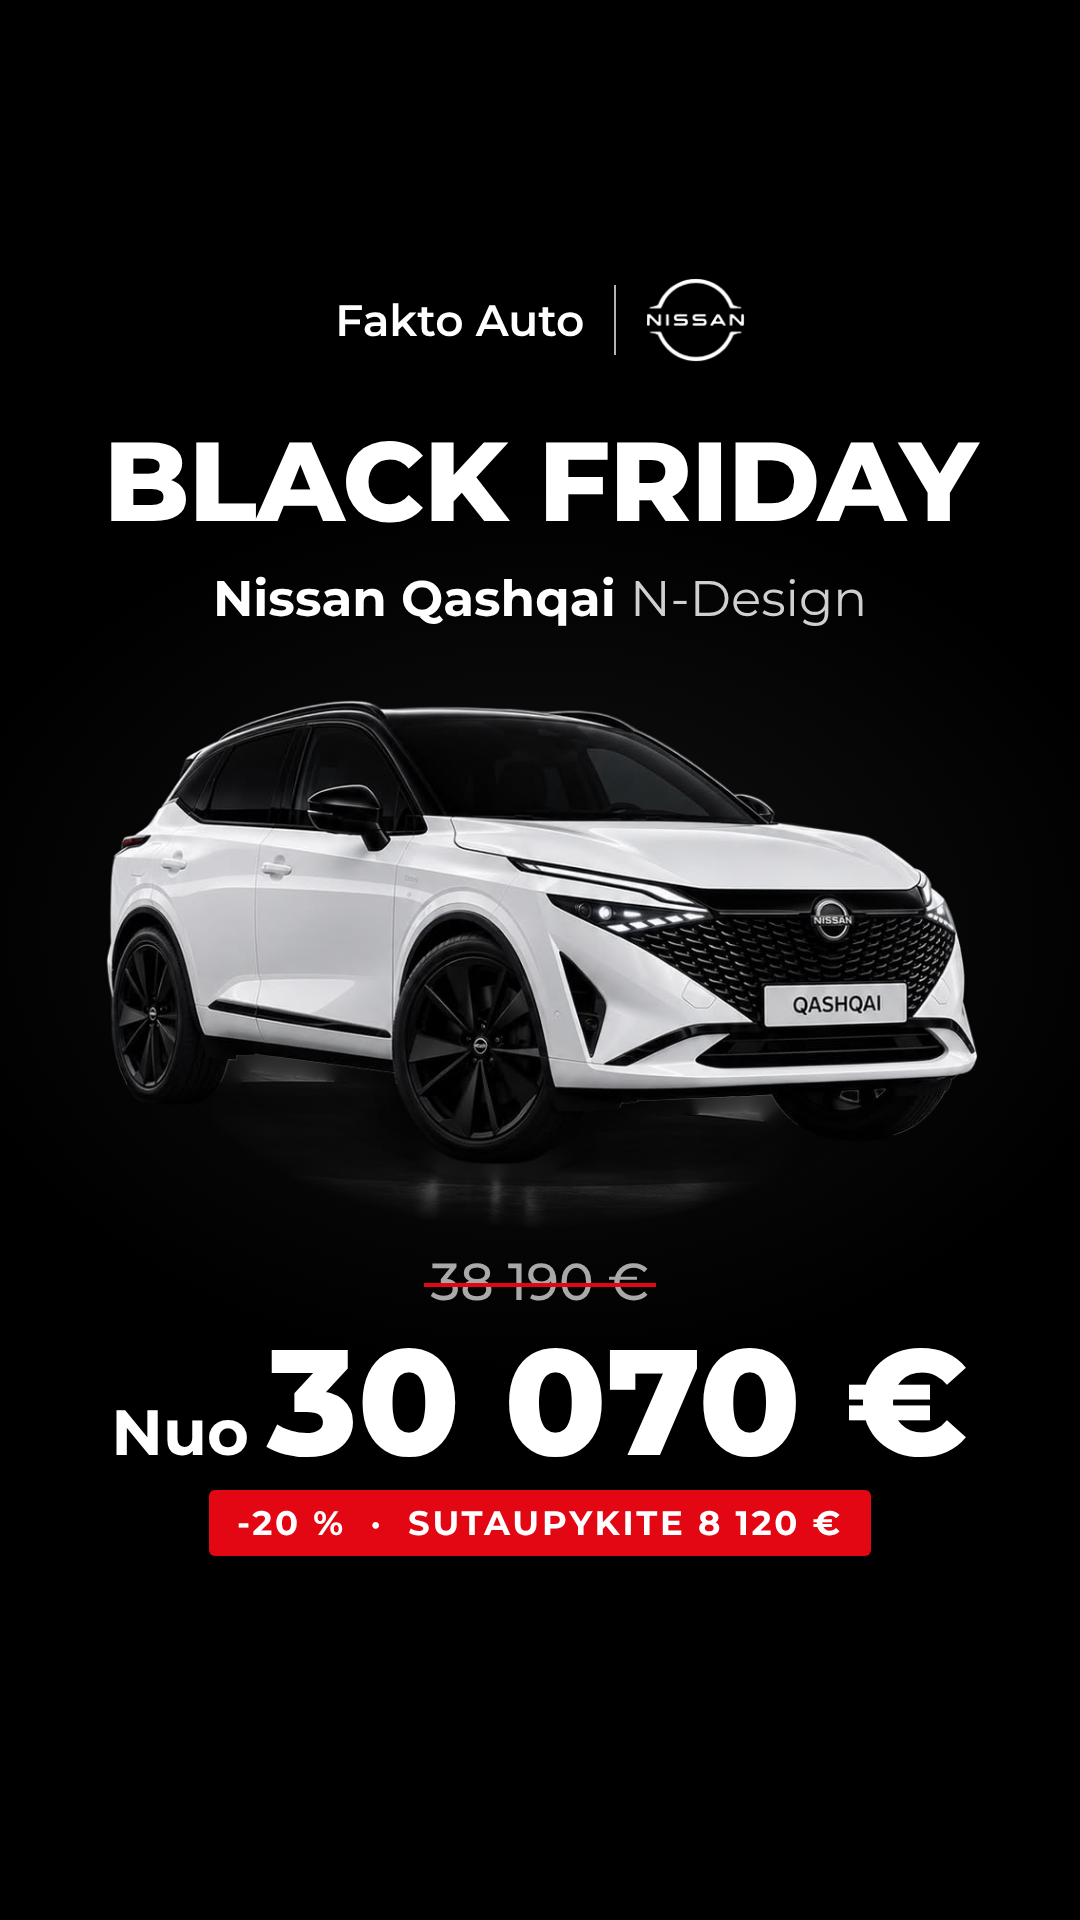 Fakto Auto
NISSAN
BLACK FRIDAY
Nissan Qashqai N-Design
NISSAN
QASHQAI
38 190 €
Nuo 30 070 €
-20 % · SUTAUPYKITE 8 120 €